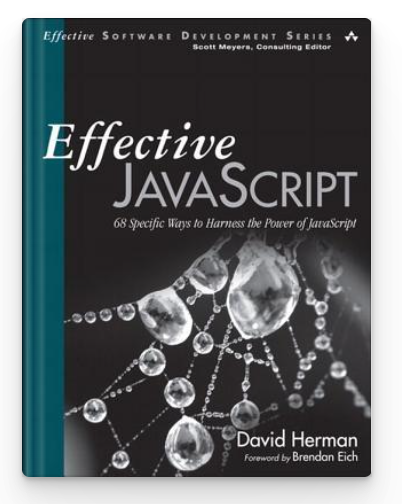 Effective SOFTWARE DEVELOPMENT SERIES
Scott Meyers, Consulting Editor
Effective
JAVASCRIPT
68 Specific Ways to Harness the Power of JavaScript
David Herman
Foreword by Brendan Eich